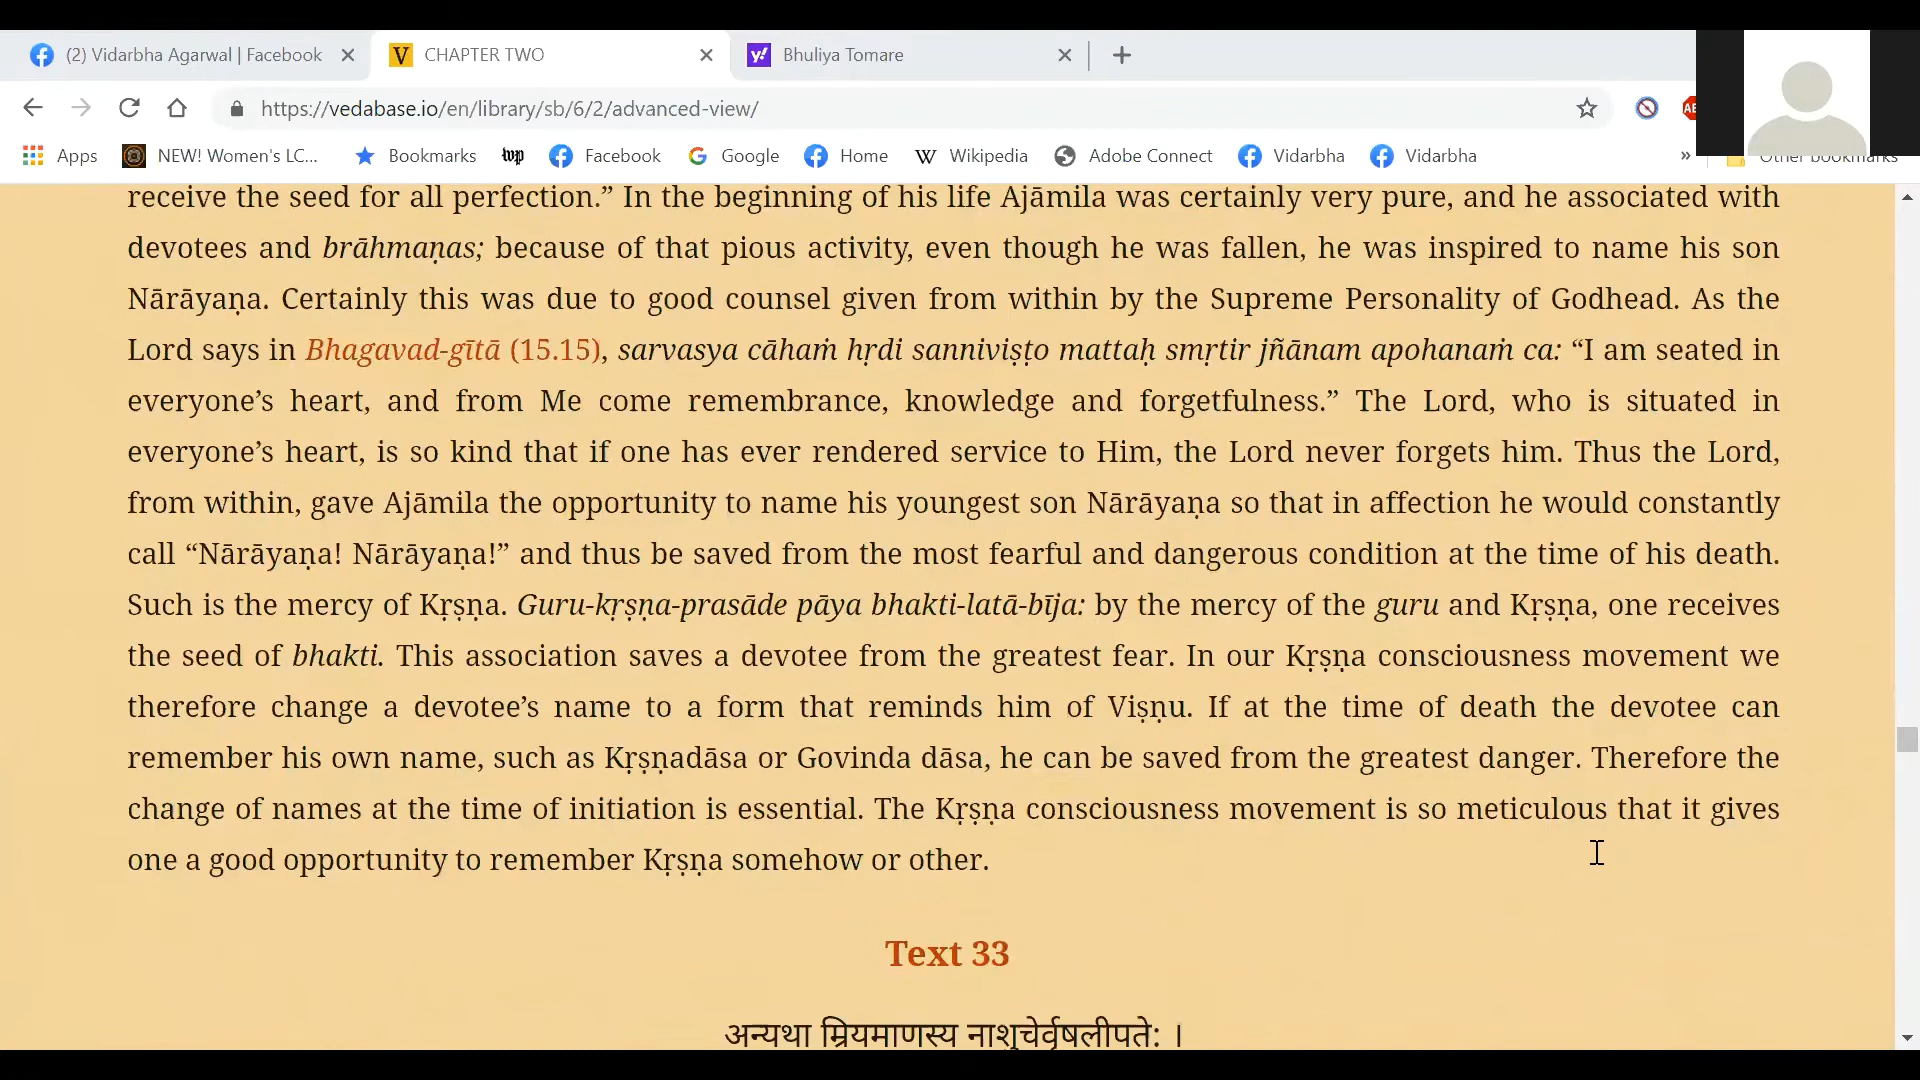 (2) Vidarbha Agarwal | Facebook
CHAPTER TWO
Bhuliya Tomare
https://vedabase.io/en/library/sb/6/2/advanced-view/
Apps NEW! Women's LC... Bookmarks wp Facebook Google Home Wikipedia Adobe Connect Vidarbha Vidarbha » Other bookmarks
receive the seed for all perfection.” In the beginning of his life Ajāmila was certainly very pure, and he associated with
devotees and brāhmaṇas; because of that pious activity, even though he was fallen, he was inspired to name his son
Nārāyaṇa. Certainly this was due to good counsel given from within by the Supreme Personality of Godhead. As the
Lord says in Bhagavad-gītā (15.15), sarvasya cāhaṁ hṛdi sanniviṣṭo mattaḥ smṛtir jñānam apohanaṁ ca: “I am seated in
everyone’s heart, and from Me come remembrance, knowledge and forgetfulness.” The Lord, who is situated in
everyone’s heart, is so kind that if one has ever rendered service to Him, the Lord never forgets him. Thus the Lord,
from within, gave Ajāmila the opportunity to name his youngest son Nārāyaṇa so that in affection he would constantly
call “Nārāyaṇa! Nārāyaṇa!” and thus be saved from the most fearful and dangerous condition at the time of his death.
Such is the mercy of Kṛṣṇa. Guru-kṛṣṇa-prasāde pāya bhakti-latā-bīja: by the mercy of the guru and Kṛṣṇa, one receives
the seed of bhakti. This association saves a devotee from the greatest fear. In our Kṛṣṇa consciousness movement we
therefore change a devotee’s name to a form that reminds him of Viṣṇu. If at the time of death the devotee can
remember his own name, such as Kṛṣṇadāsa or Govinda dāsa, he can be saved from the greatest danger. Therefore the
change of names at the time of initiation is essential. The Kṛṣṇa consciousness movement is so meticulous that it gives
one a good opportunity to remember Kṛṣṇa somehow or other.
Text 33
अन्यथा म्रियमाणस्य नाशुचेर्वृषलीपते: ।